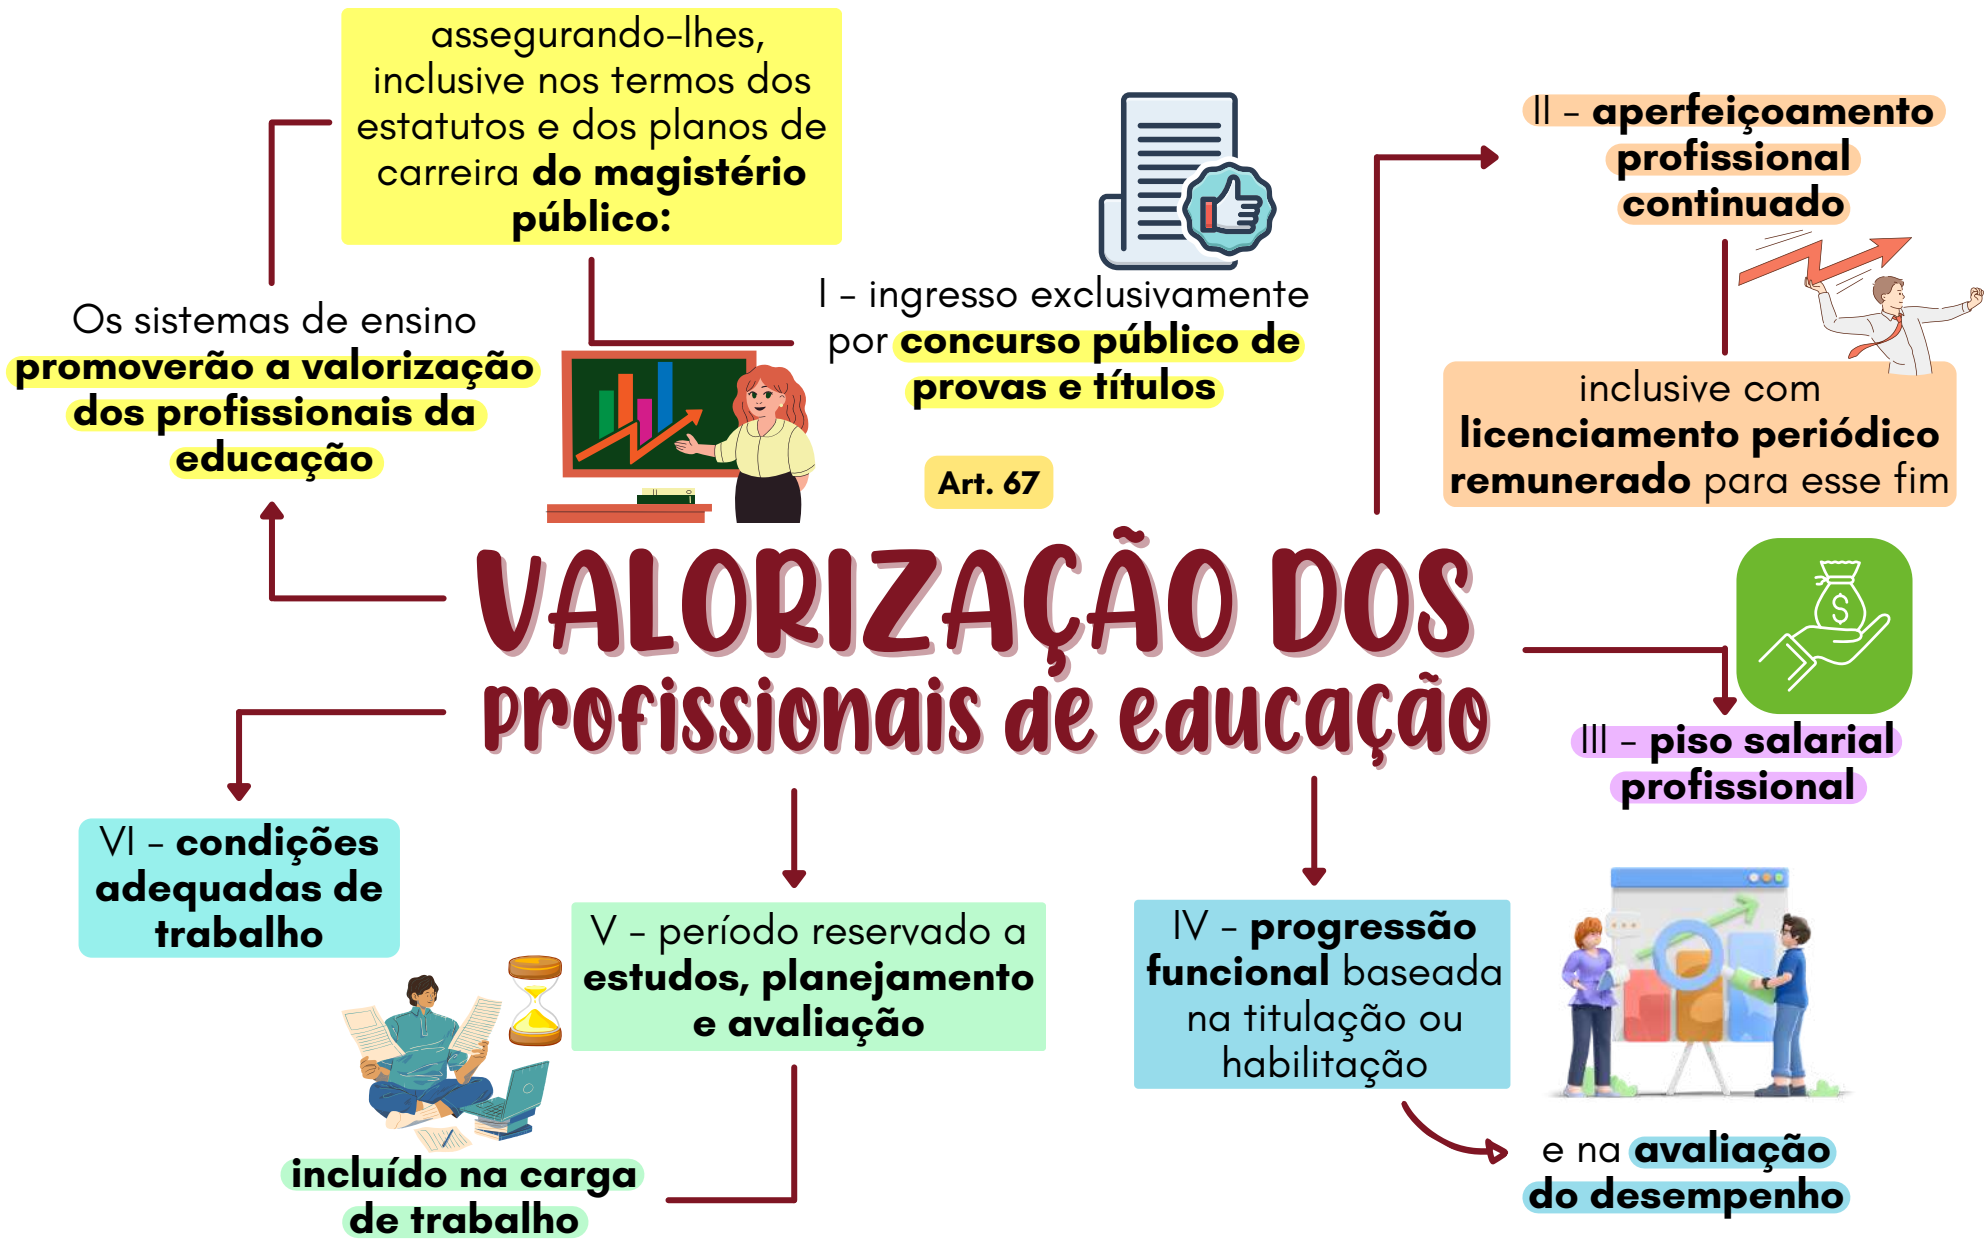 assegurando-lhes,
inclusive nos termos dos
estatutos e dos planos de
carreira do magistério
público:
Os sistemas de ensino
promoverão a valorização
dos profissionais da
educação
I - ingresso exclusivamente
por concurso público de
provas e títulos
II - aperfeiçoamento
profissional
continuado
inclusive com
licenciamento periódico
remunerado para esse fim
Art. 67
VALORIZAÇÃO DOS
profissionais de educação
$
III - piso salarial
profissional
IV - progressão
funcional baseada
na titulação ou
habilitação
e na avaliação
do desempenho
V - período reservado a
estudos, planejamento
e avaliação
incluído na carga
de trabalho
VI - condições
adequadas de
trabalho